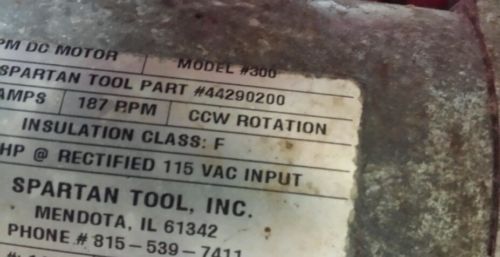 PM DC MOTOR MODEL #300
SPARTAN TOOL PART #44290200
AMPS 187 RPM CCW ROTATION
INSULATION CLASS: F
HP @ RECTIFIED 115 VAC INPUT
SPARTAN TOOL, INC.
MENDOTA, IL 61342
PHONE # 815-539-7411